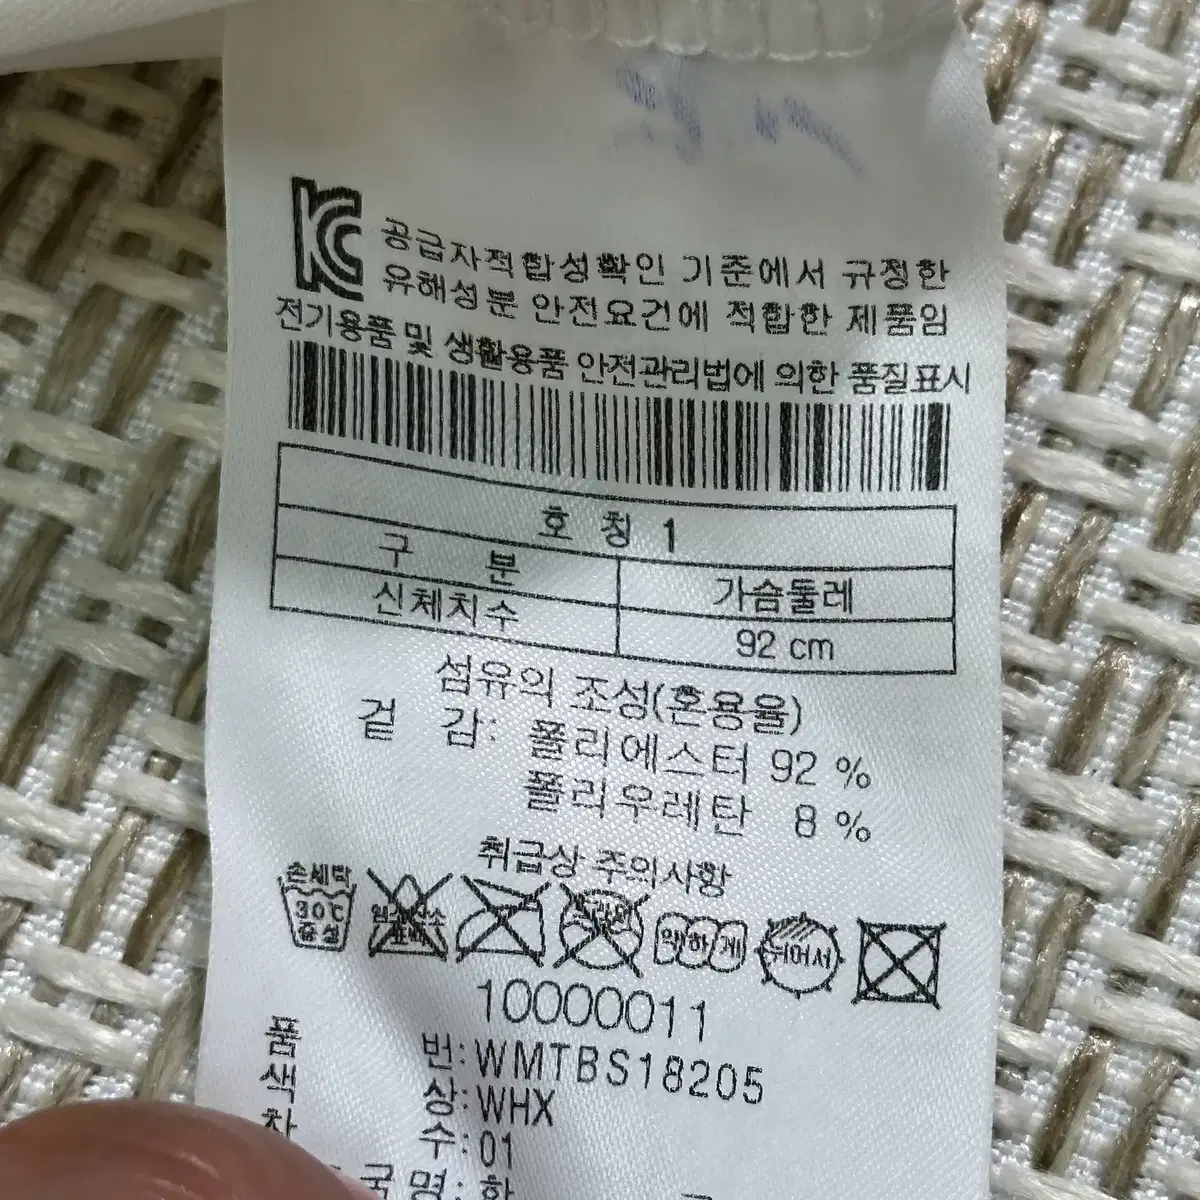 KC 공급자적합성확인 기준에서 규정한
유해성분 안전요건에 적합한 제품임
전기용품 및 생활용품 안전관리법에 의한 품질표시
호 칭 1
구 분 가슴둘레
신체치수 92 cm
섬유의 조성(혼용율)
겉 감: 폴리에스터 92 %
폴리우레탄 8 %
취급상 주의사항
손세탁 30℃ 중성
약하게
뉘어서
10000011
품 번: WMTBS18205
색 상: WHX
차 수: 01
국명: